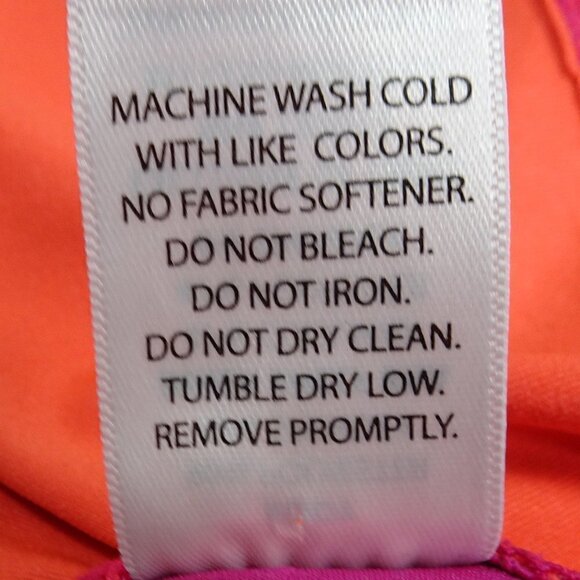 MACHINE WASH COLD
WITH LIKE COLORS.
NO FABRIC SOFTENER.
DO NOT BLEACH.
DO NOT IRON.
DO NOT DRY CLEAN.
TUMBLE DRY LOW.
REMOVE PROMPTLY.